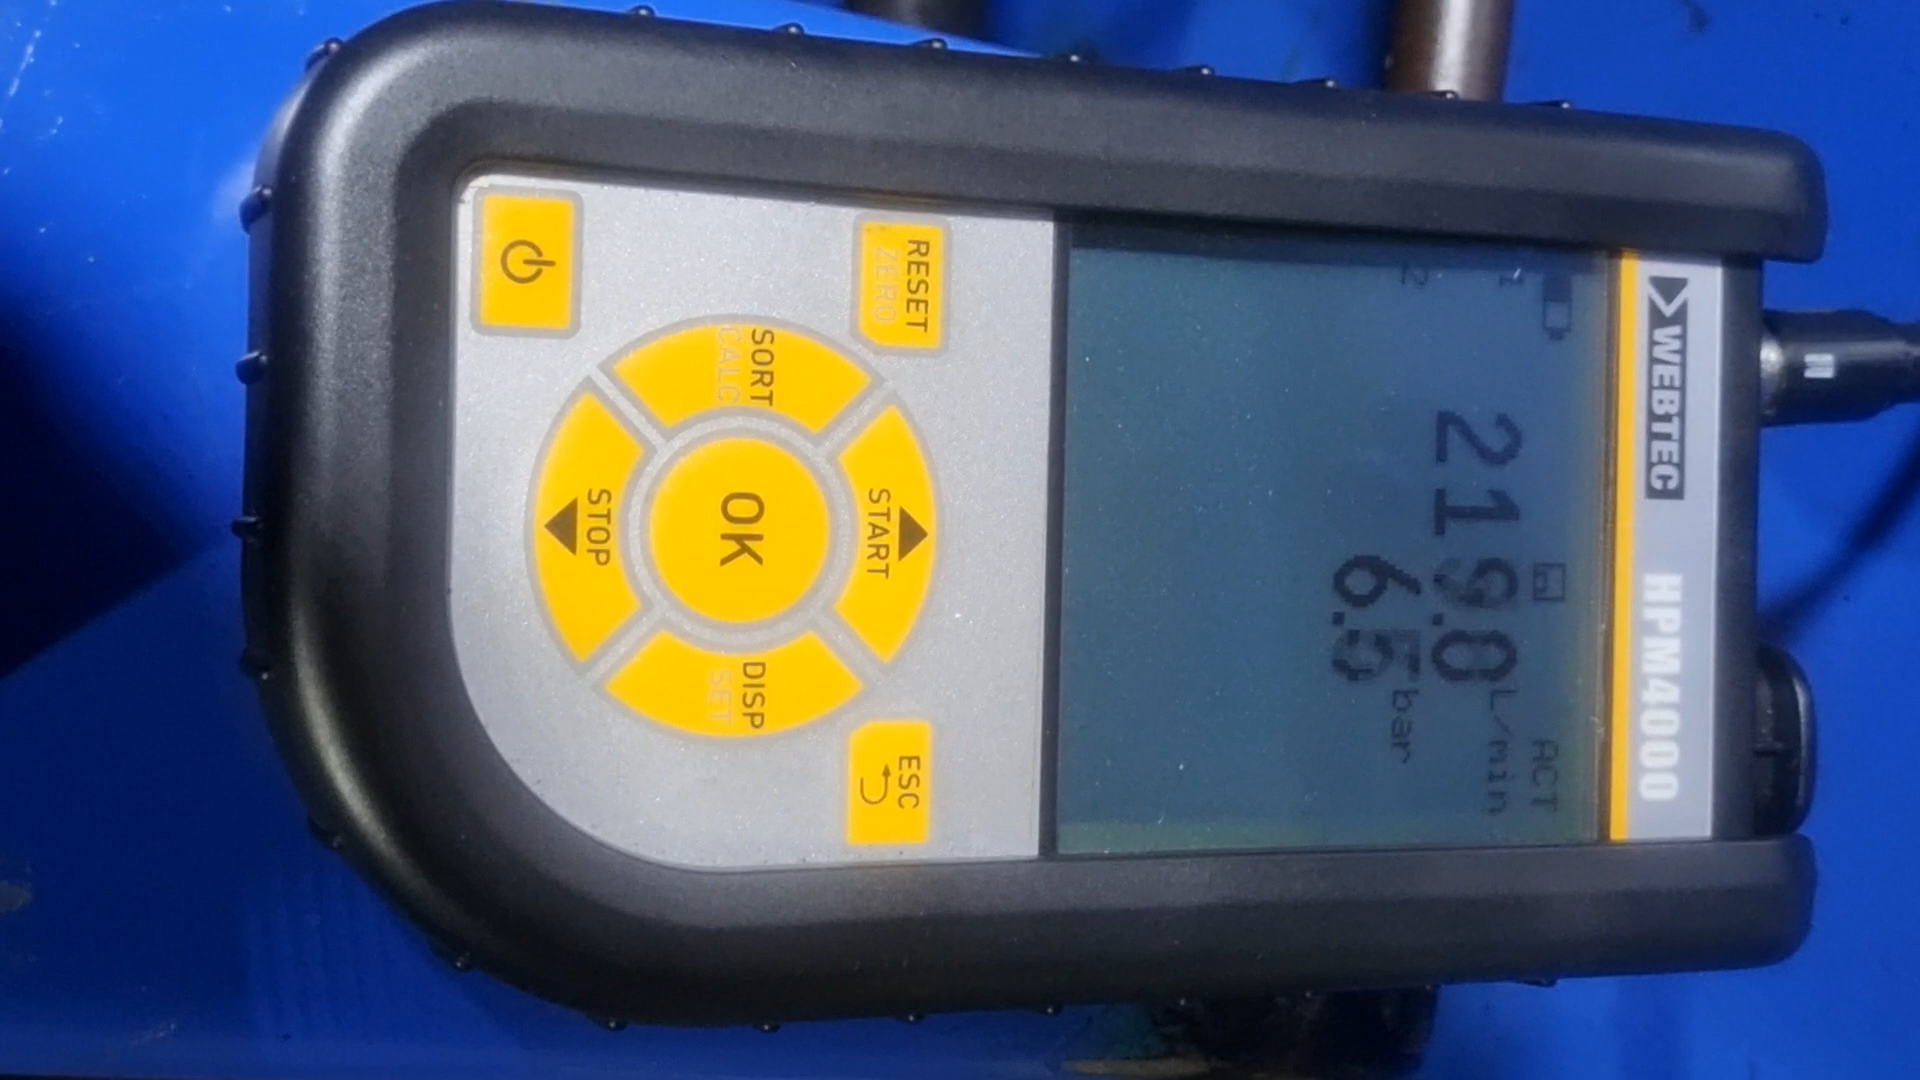 WEBTEC HPM4000
ACT
219.0 L/min
6.5 bar
RESET
ZERO
START
ESC
SORT
CALC
OK
DISP
SET
STOP